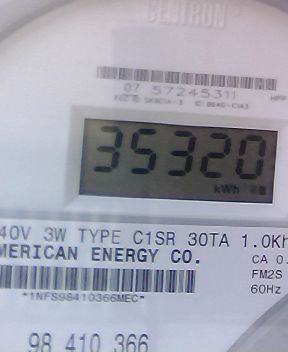 CENTRON
07 57245311
35320
kWh
40V 3W TYPE C1SR 30TA 1.0Kh
MERICAN ENERGY CO.
CA 0.
FM2S
60Hz
*1NFS98410366MEC*
98 410 366